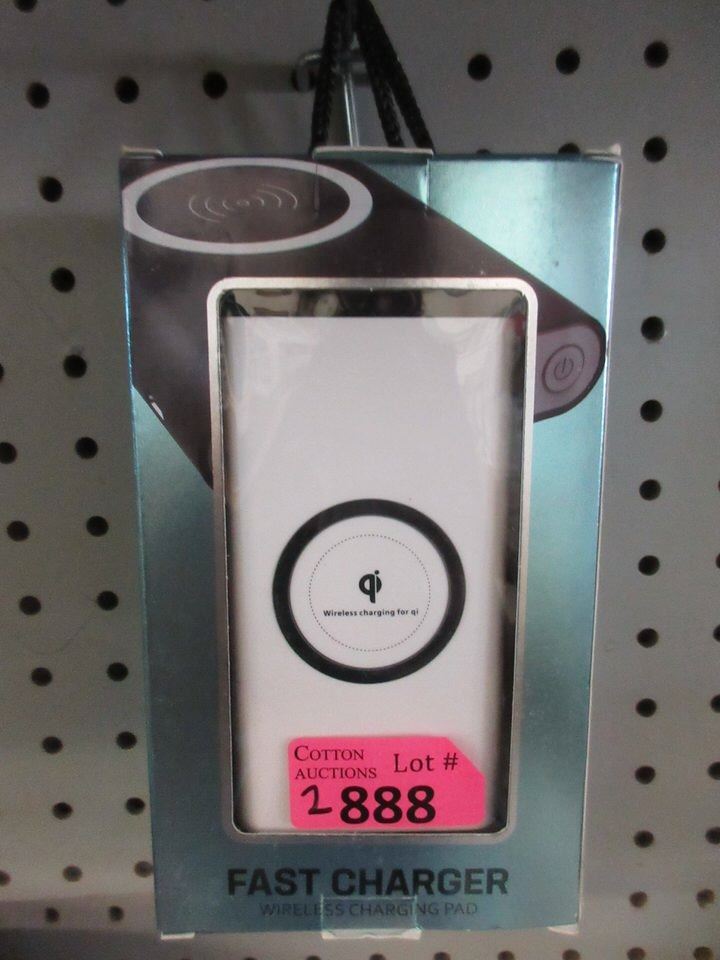 qi
Wireless charging for qi
COTTON AUCTIONS Lot #
2888
FAST CHARGER
WIRELESS CHARGING PAD